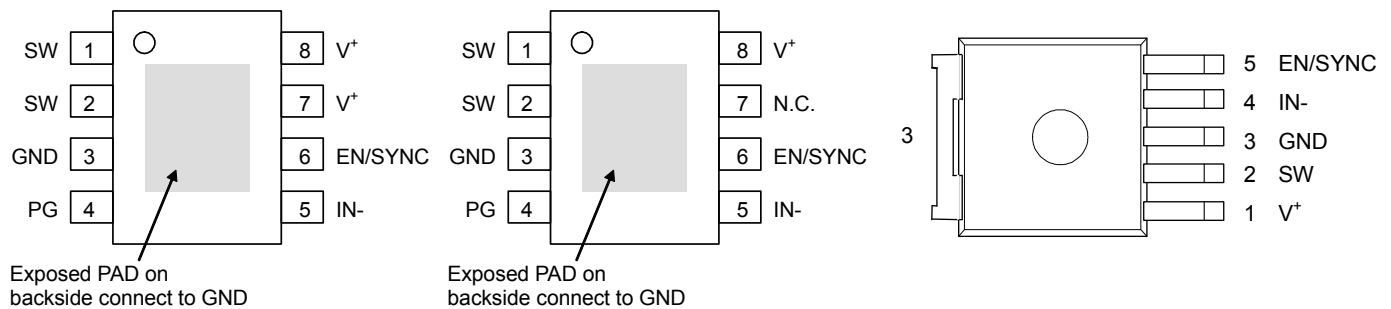 SW 1 8 V⁺
SW 2 7 V⁺
GND 3 6 EN/SYNC
PG 4 5 IN-
Exposed PAD on
backside connect to GND
SW 1 8 V⁺
SW 2 7 N.C.
GND 3 6 EN/SYNC
PG 4 5 IN-
Exposed PAD on
backside connect to GND
3
5 EN/SYNC
4 IN-
3 GND
2 SW
1 V⁺